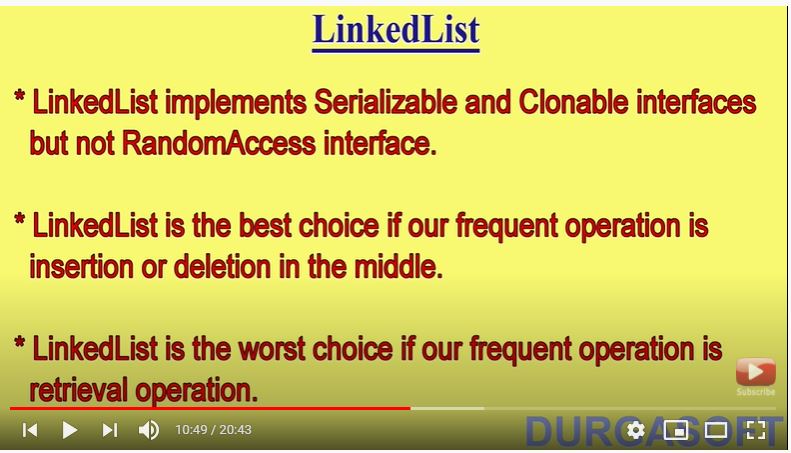 LinkedList
* LinkedList implements Serializable and Clonable interfaces
but not RandomAccess interface.
* LinkedList is the best choice if our frequent operation is
insertion or deletion in the middle.
* LinkedList is the worst choice if our frequent operation is
retrieval operation.
Subscribe
10:49 / 20:43
DURGASOFT